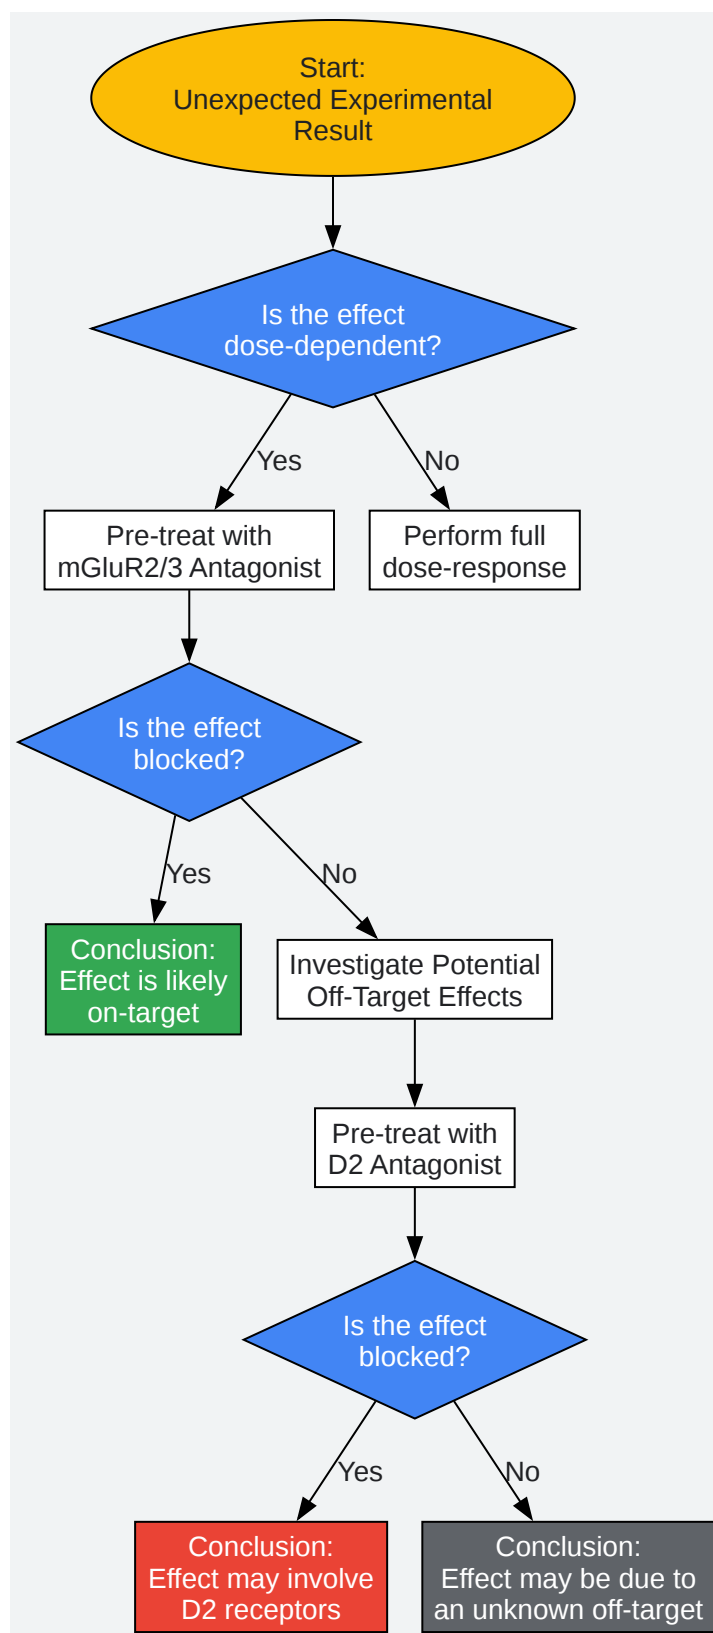 Start:
Unexpected Experimental
Result
Is the effect
dose-dependent?
Yes
No
Pre-treat with
mGluR2/3 Antagonist
Perform full
dose-response
Is the effect
blocked?
Yes
No
Conclusion:
Effect is likely
on-target
Investigate Potential
Off-Target Effects
Pre-treat with
D2 Antagonist
Is the effect
blocked?
Yes
No
Conclusion:
Effect may involve
D2 receptors
Conclusion:
Effect may be due to
an unknown off-target